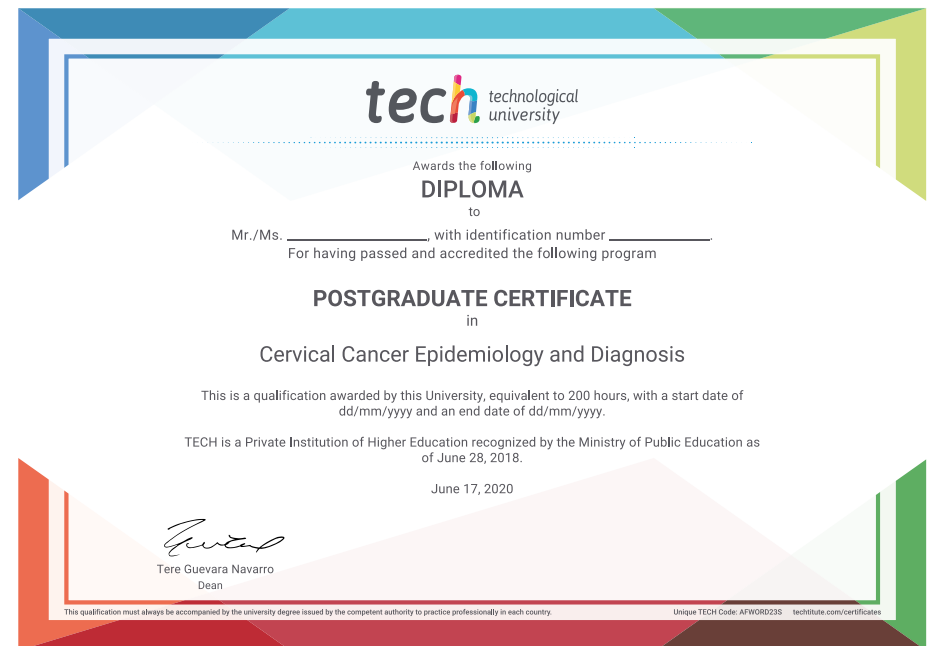 tech technological
university
Awards the following
DIPLOMA
to
Mr./Ms. ____________________, with identification number ______________.
For having passed and accredited the following program
POSTGRADUATE CERTIFICATE
in
Cervical Cancer Epidemiology and Diagnosis
This is a qualification awarded by this University, equivalent to 200 hours, with a start date of
dd/mm/yyyy and an end date of dd/mm/yyyy.
TECH is a Private Institution of Higher Education recognized by the Ministry of Public Education as
of June 28, 2018.
June 17, 2020
Tere Guevara Navarro
Dean
This qualification must always be accompanied by the university degree issued by the competent authority to practice professionally in each country.
Unique TECH Code: AFWORD23S techtitute.com/certificates